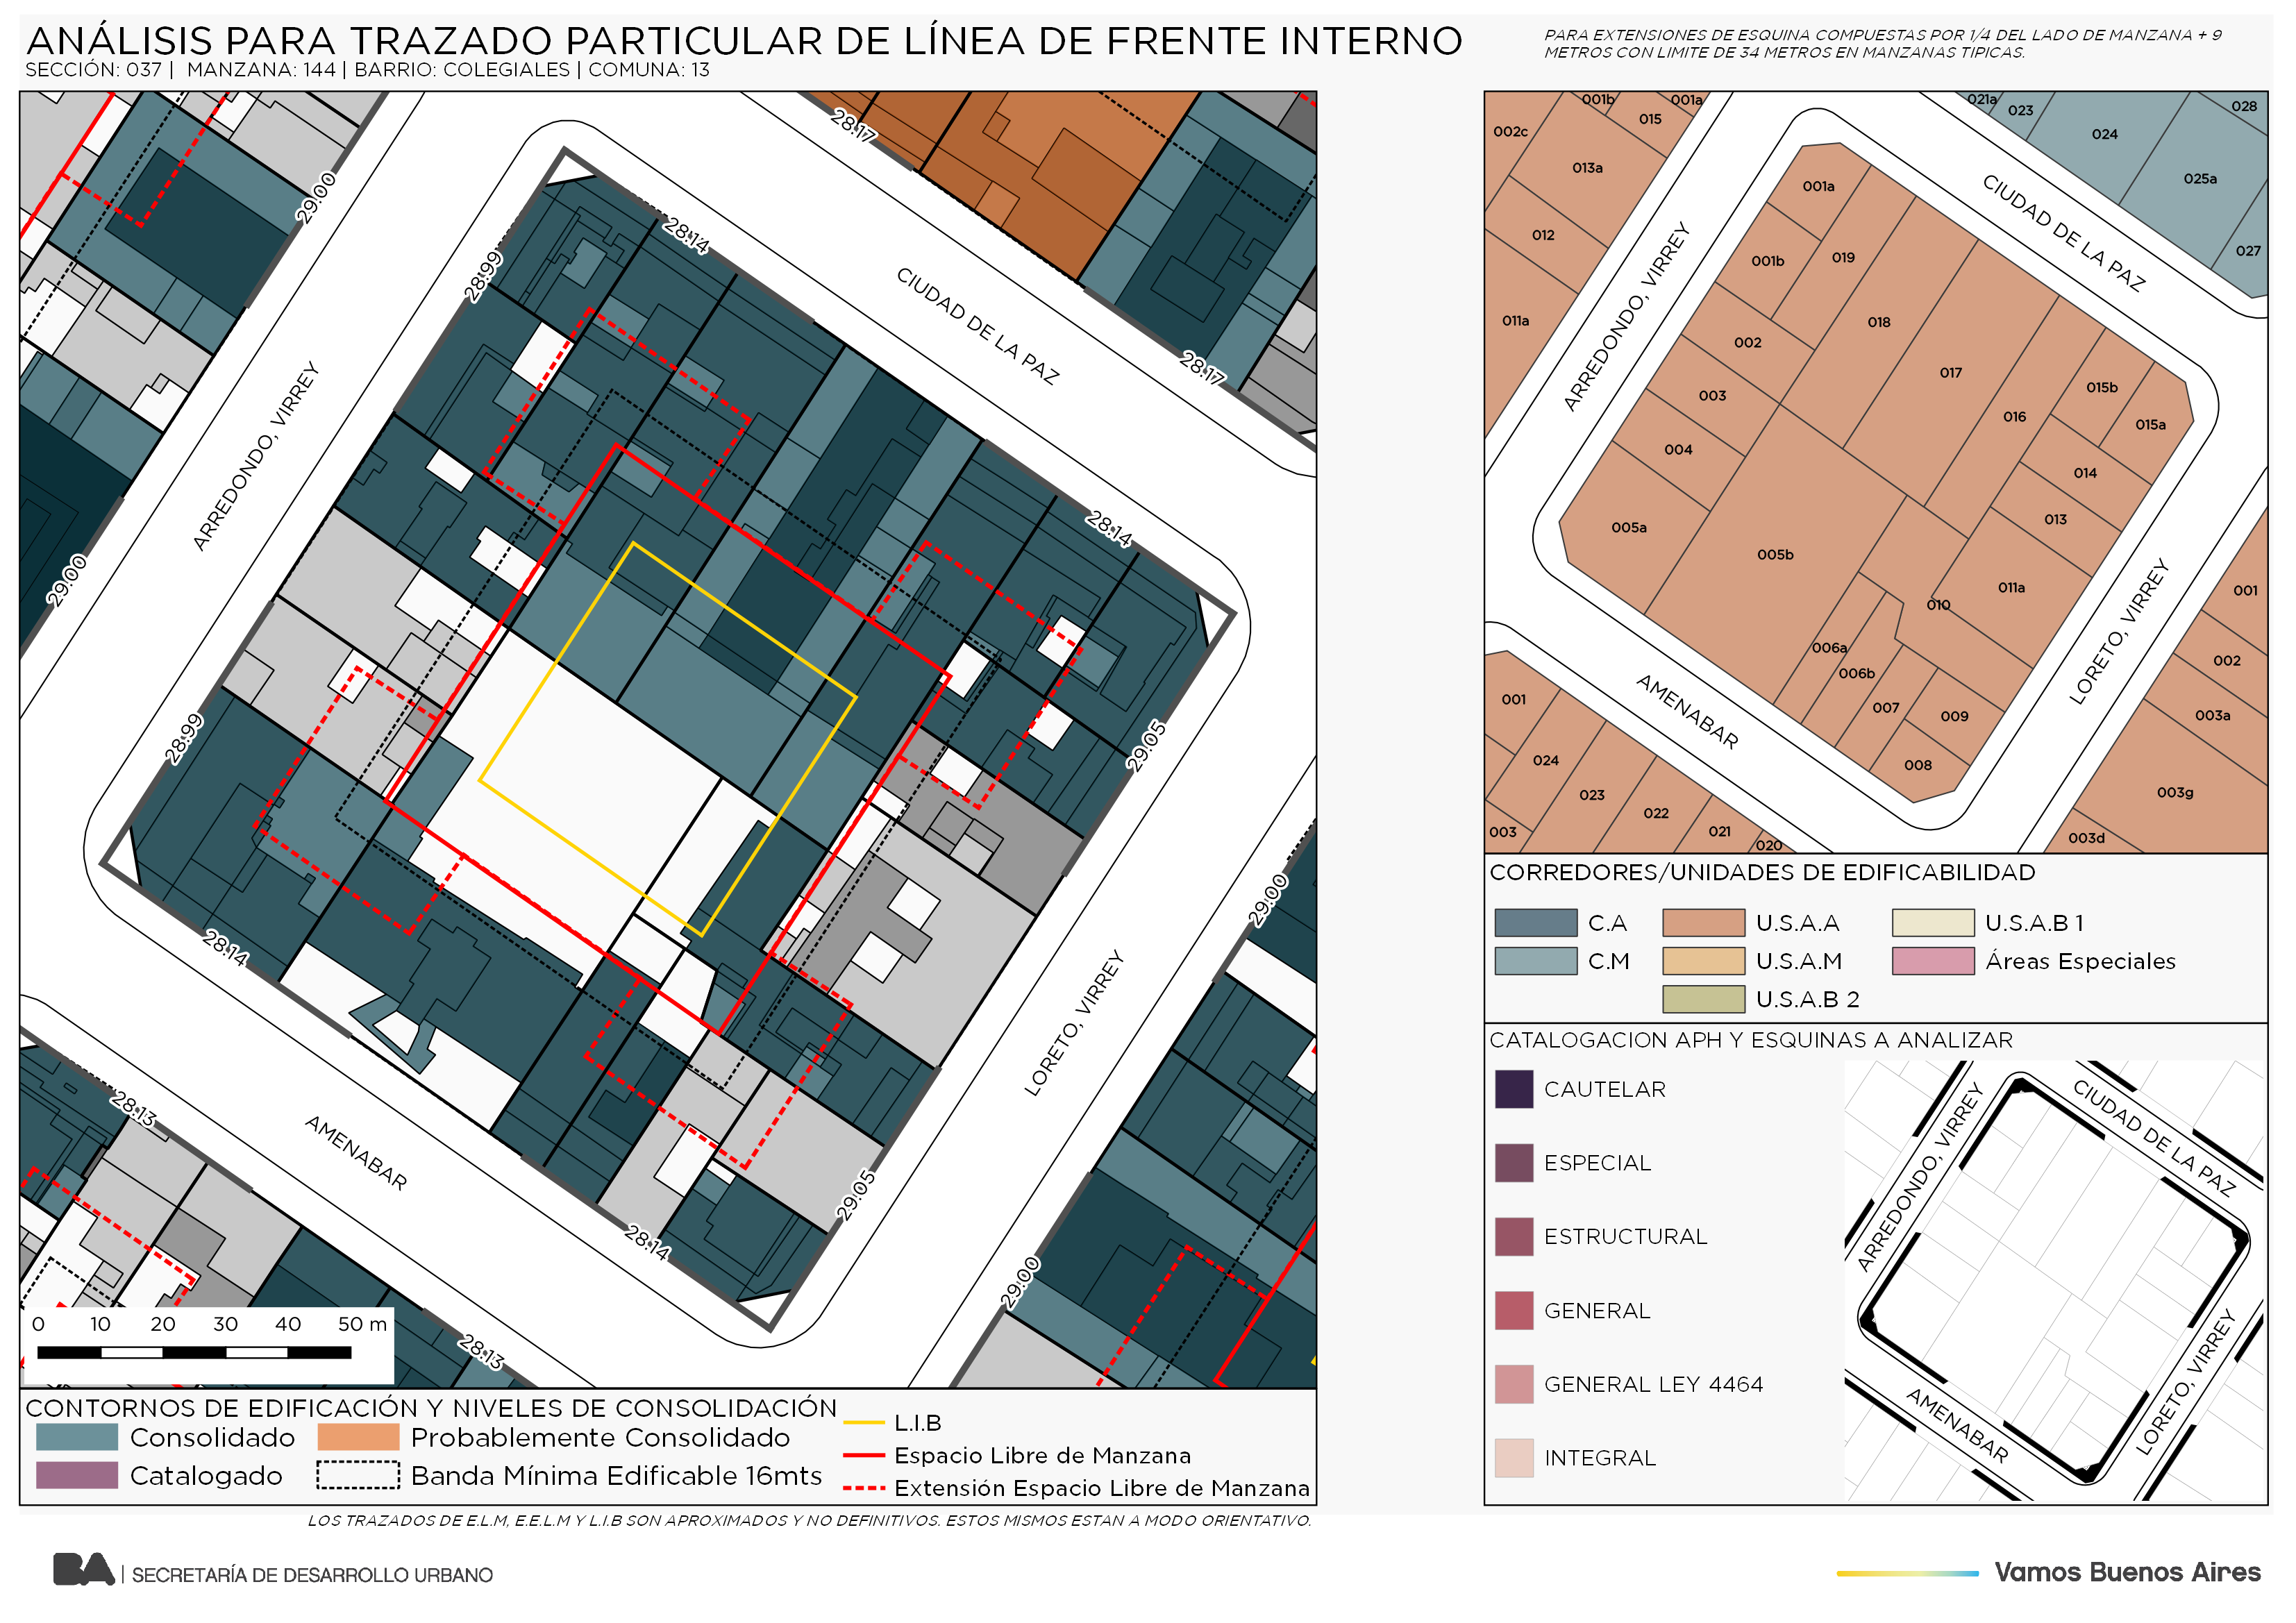 ANÁLISIS PARA TRAZADO PARTICULAR DE LÍNEA DE FRENTE INTERNO
SECCIÓN: 037 | MANZANA: 144 | BARRIO: COLEGIALES | COMUNA: 13
PARA EXTENSIONES DE ESQUINA COMPUESTAS POR 1/4 DEL LADO DE MANZANA + 9
METROS CON LIMITE DE 34 METROS EN MANZANAS TIPICAS.
28.17
29.00
28.14
28.99
CIUDAD DE LA PAZ
28.17
ARREDONDO, VIRREY
28.14
29.00
28.99
29.05
29.00
28.14
LORETO, VIRREY
28.13
AMENABAR
29.05
28.14
29.00
28.13
0 10 20 30 40 50 m
CONTORNOS DE EDIFICACIÓN Y NIVELES DE CONSOLIDACIÓN
Consolidado
Probablemente Consolidado
Catalogado
Banda Mínima Edificable 16mts
L.I.B
Espacio Libre de Manzana
Extensión Espacio Libre de Manzana
LOS TRAZADOS DE E.L.M, E.E.L.M Y L.I.B SON APROXIMADOS Y NO DEFINITIVOS. ESTOS MISMOS ESTAN A MODO ORIENTATIVO.
001b
001a
021a
023
028
002c
015
024
013a
025a
001a
CIUDAD DE LA PAZ
012
001b
019
027
ARREDONDO, VIRREY
011a
018
002
017
015b
003
016
015a
004
014
013
005a
005b
011a
001
010
LORETO, VIRREY
006a
002
006b
001
AMENABAR
007
009
003a
024
008
023
003g
022
003
021
003d
020
CORREDORES/UNIDADES DE EDIFICABILIDAD
C.A
U.S.A.A
U.S.A.B 1
C.M
U.S.A.M
Áreas Especiales
U.S.A.B 2
CATALOGACION APH Y ESQUINAS A ANALIZAR
CAUTELAR
ESPECIAL
ESTRUCTURAL
GENERAL
GENERAL LEY 4464
INTEGRAL
CIUDAD DE LA PAZ
ARREDONDO, VIRREY
LORETO, VIRREY
AMENABAR
BA | SECRETARÍA DE DESARROLLO URBANO
Vamos Buenos Aires